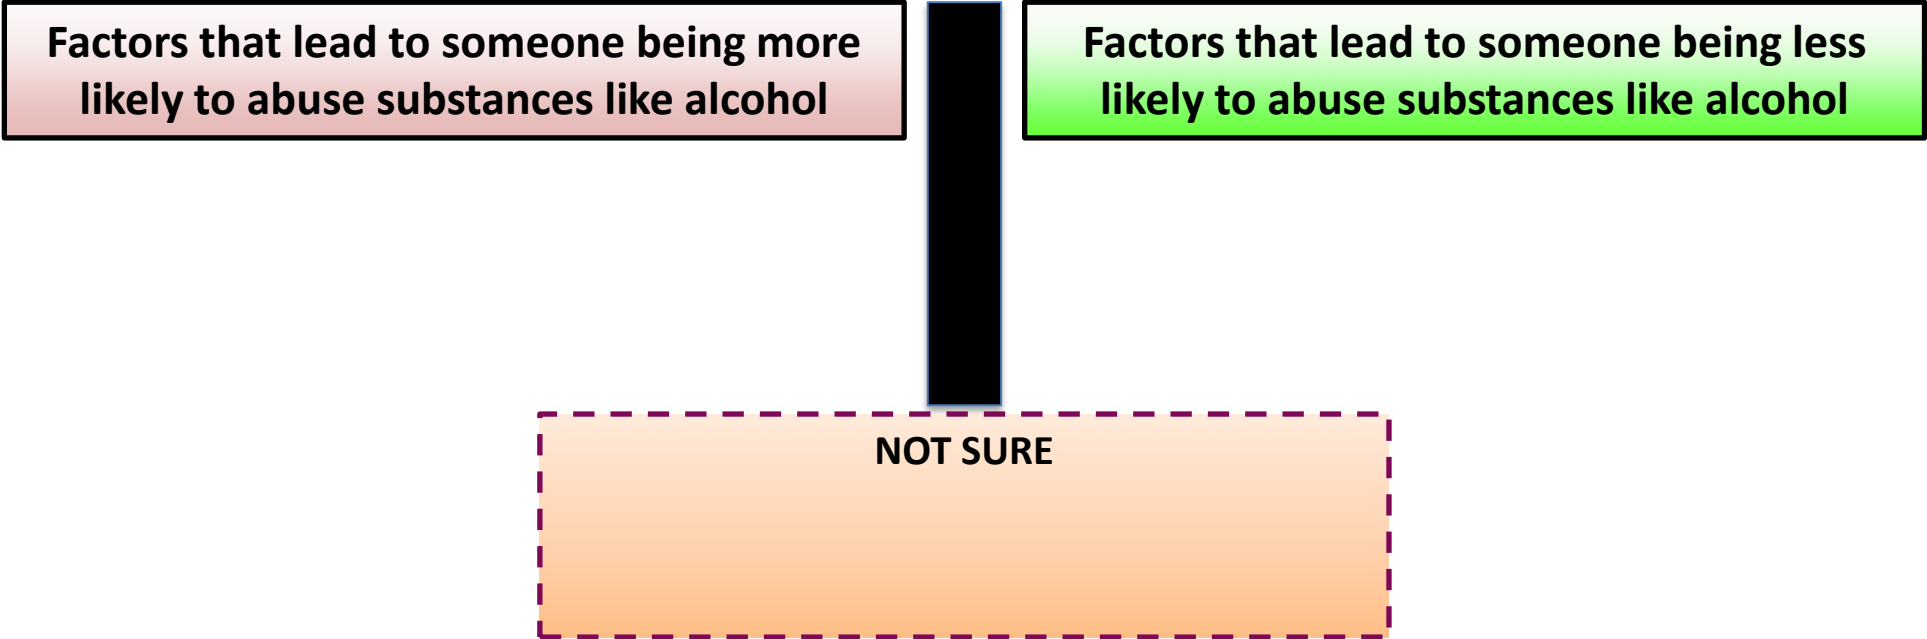 Factors that lead to someone being more
likely to abuse substances like alcohol
Factors that lead to someone being less
likely to abuse substances like alcohol
NOT SURE